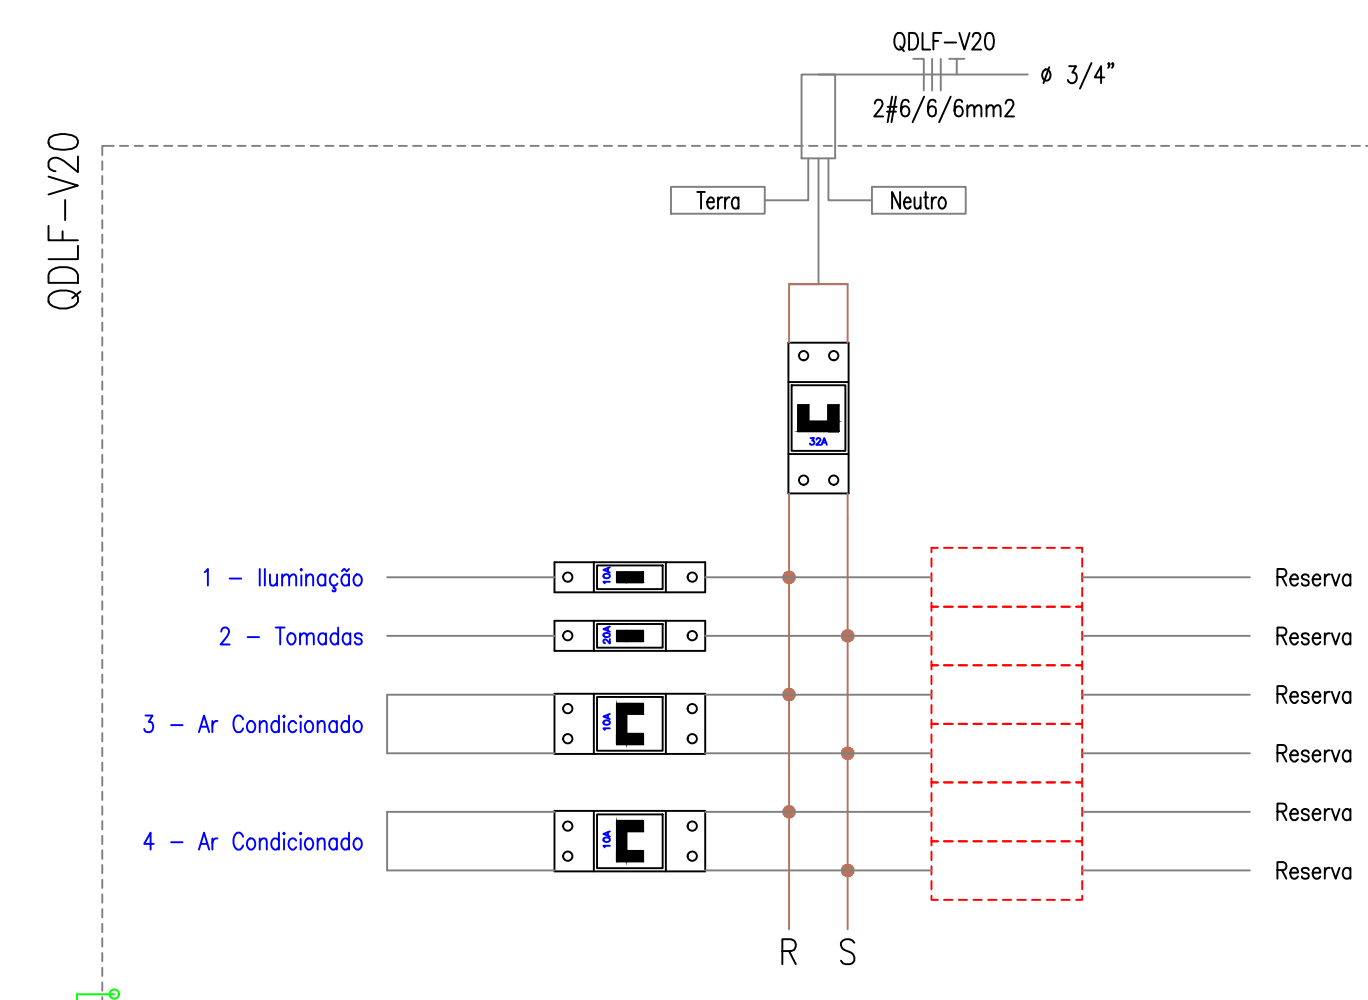 QDLF-V20
ø 3/4"
2#6/6/6mm2
QDLF-V20
Terra
Neutro
32A
1 - Iluminação
10A
Reserva
2 - Tomadas
20A
Reserva
Reserva
3 - Ar Condicionado
10A
Reserva
Reserva
4 - Ar Condicionado
10A
Reserva
R S